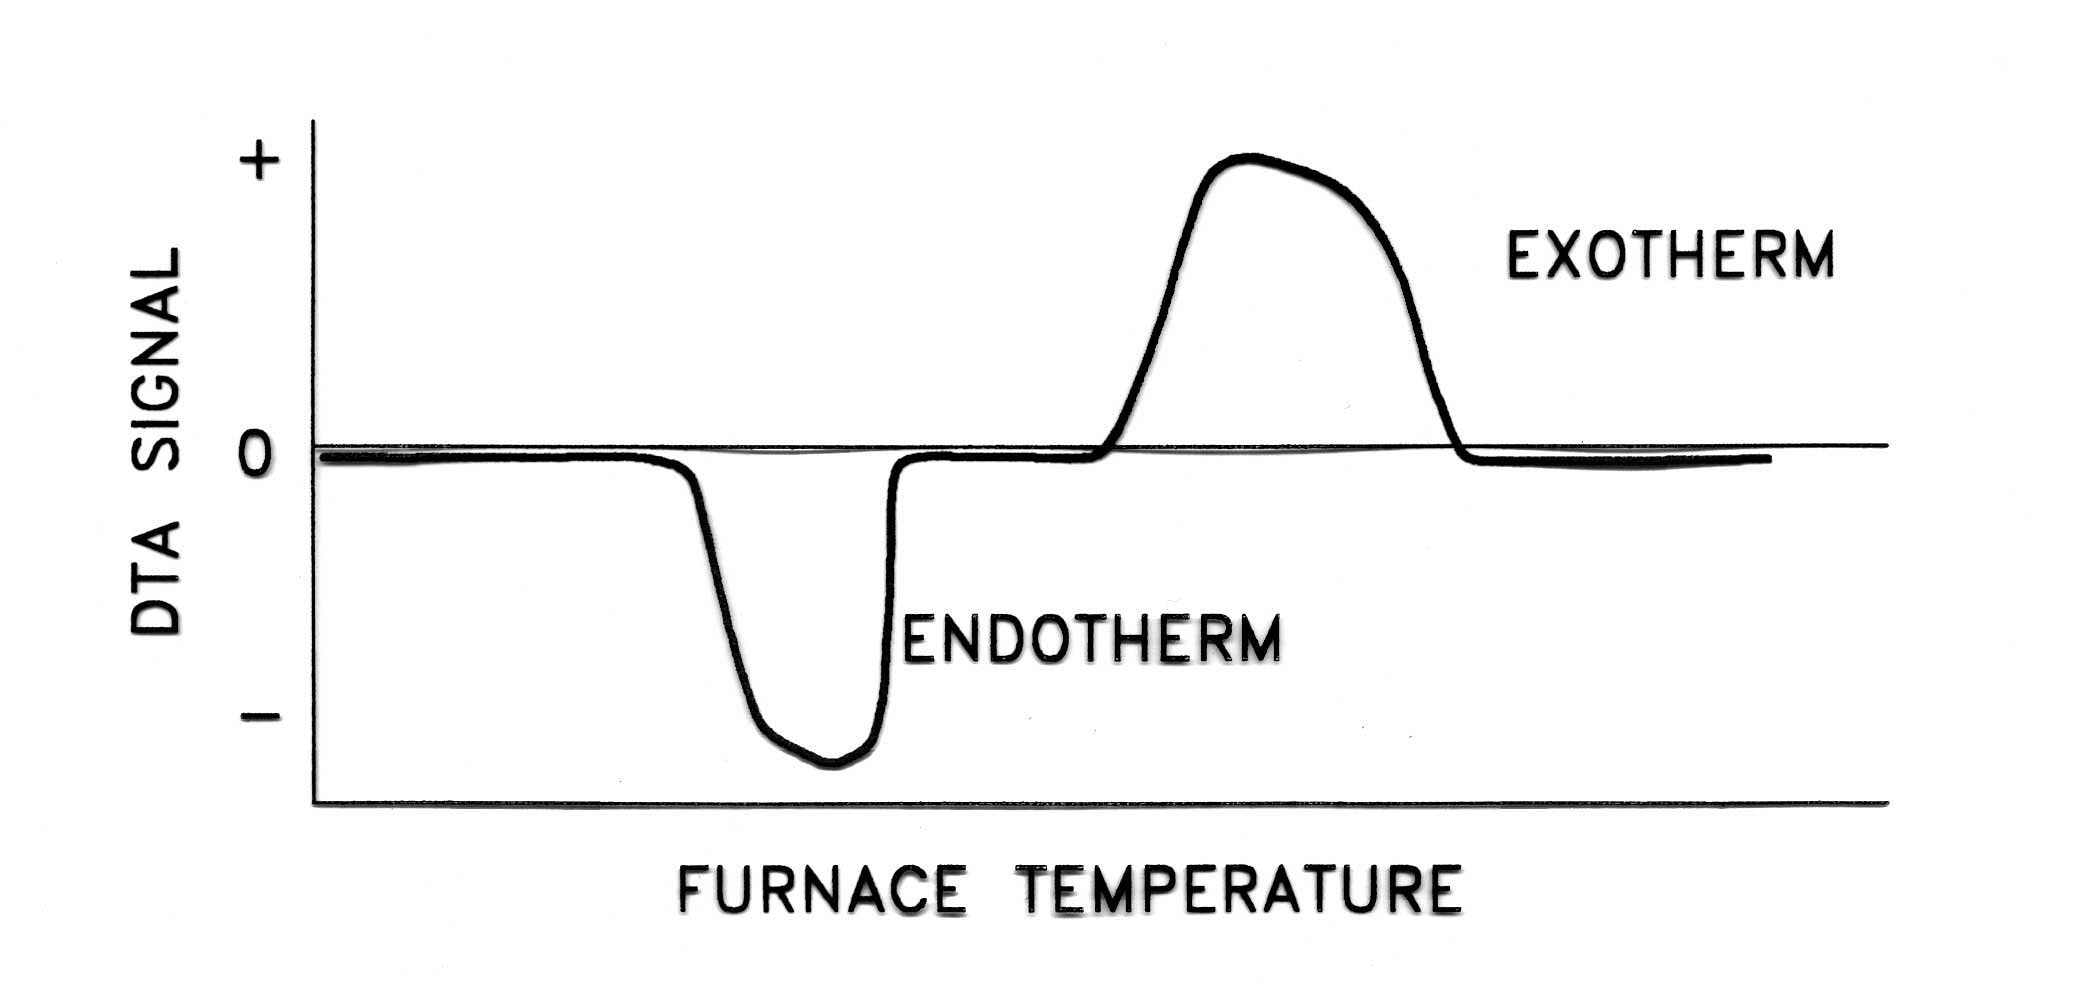 +
EXOTHERM
DTA SIGNAL
0
ENDOTHERM
−
FURNACE TEMPERATURE